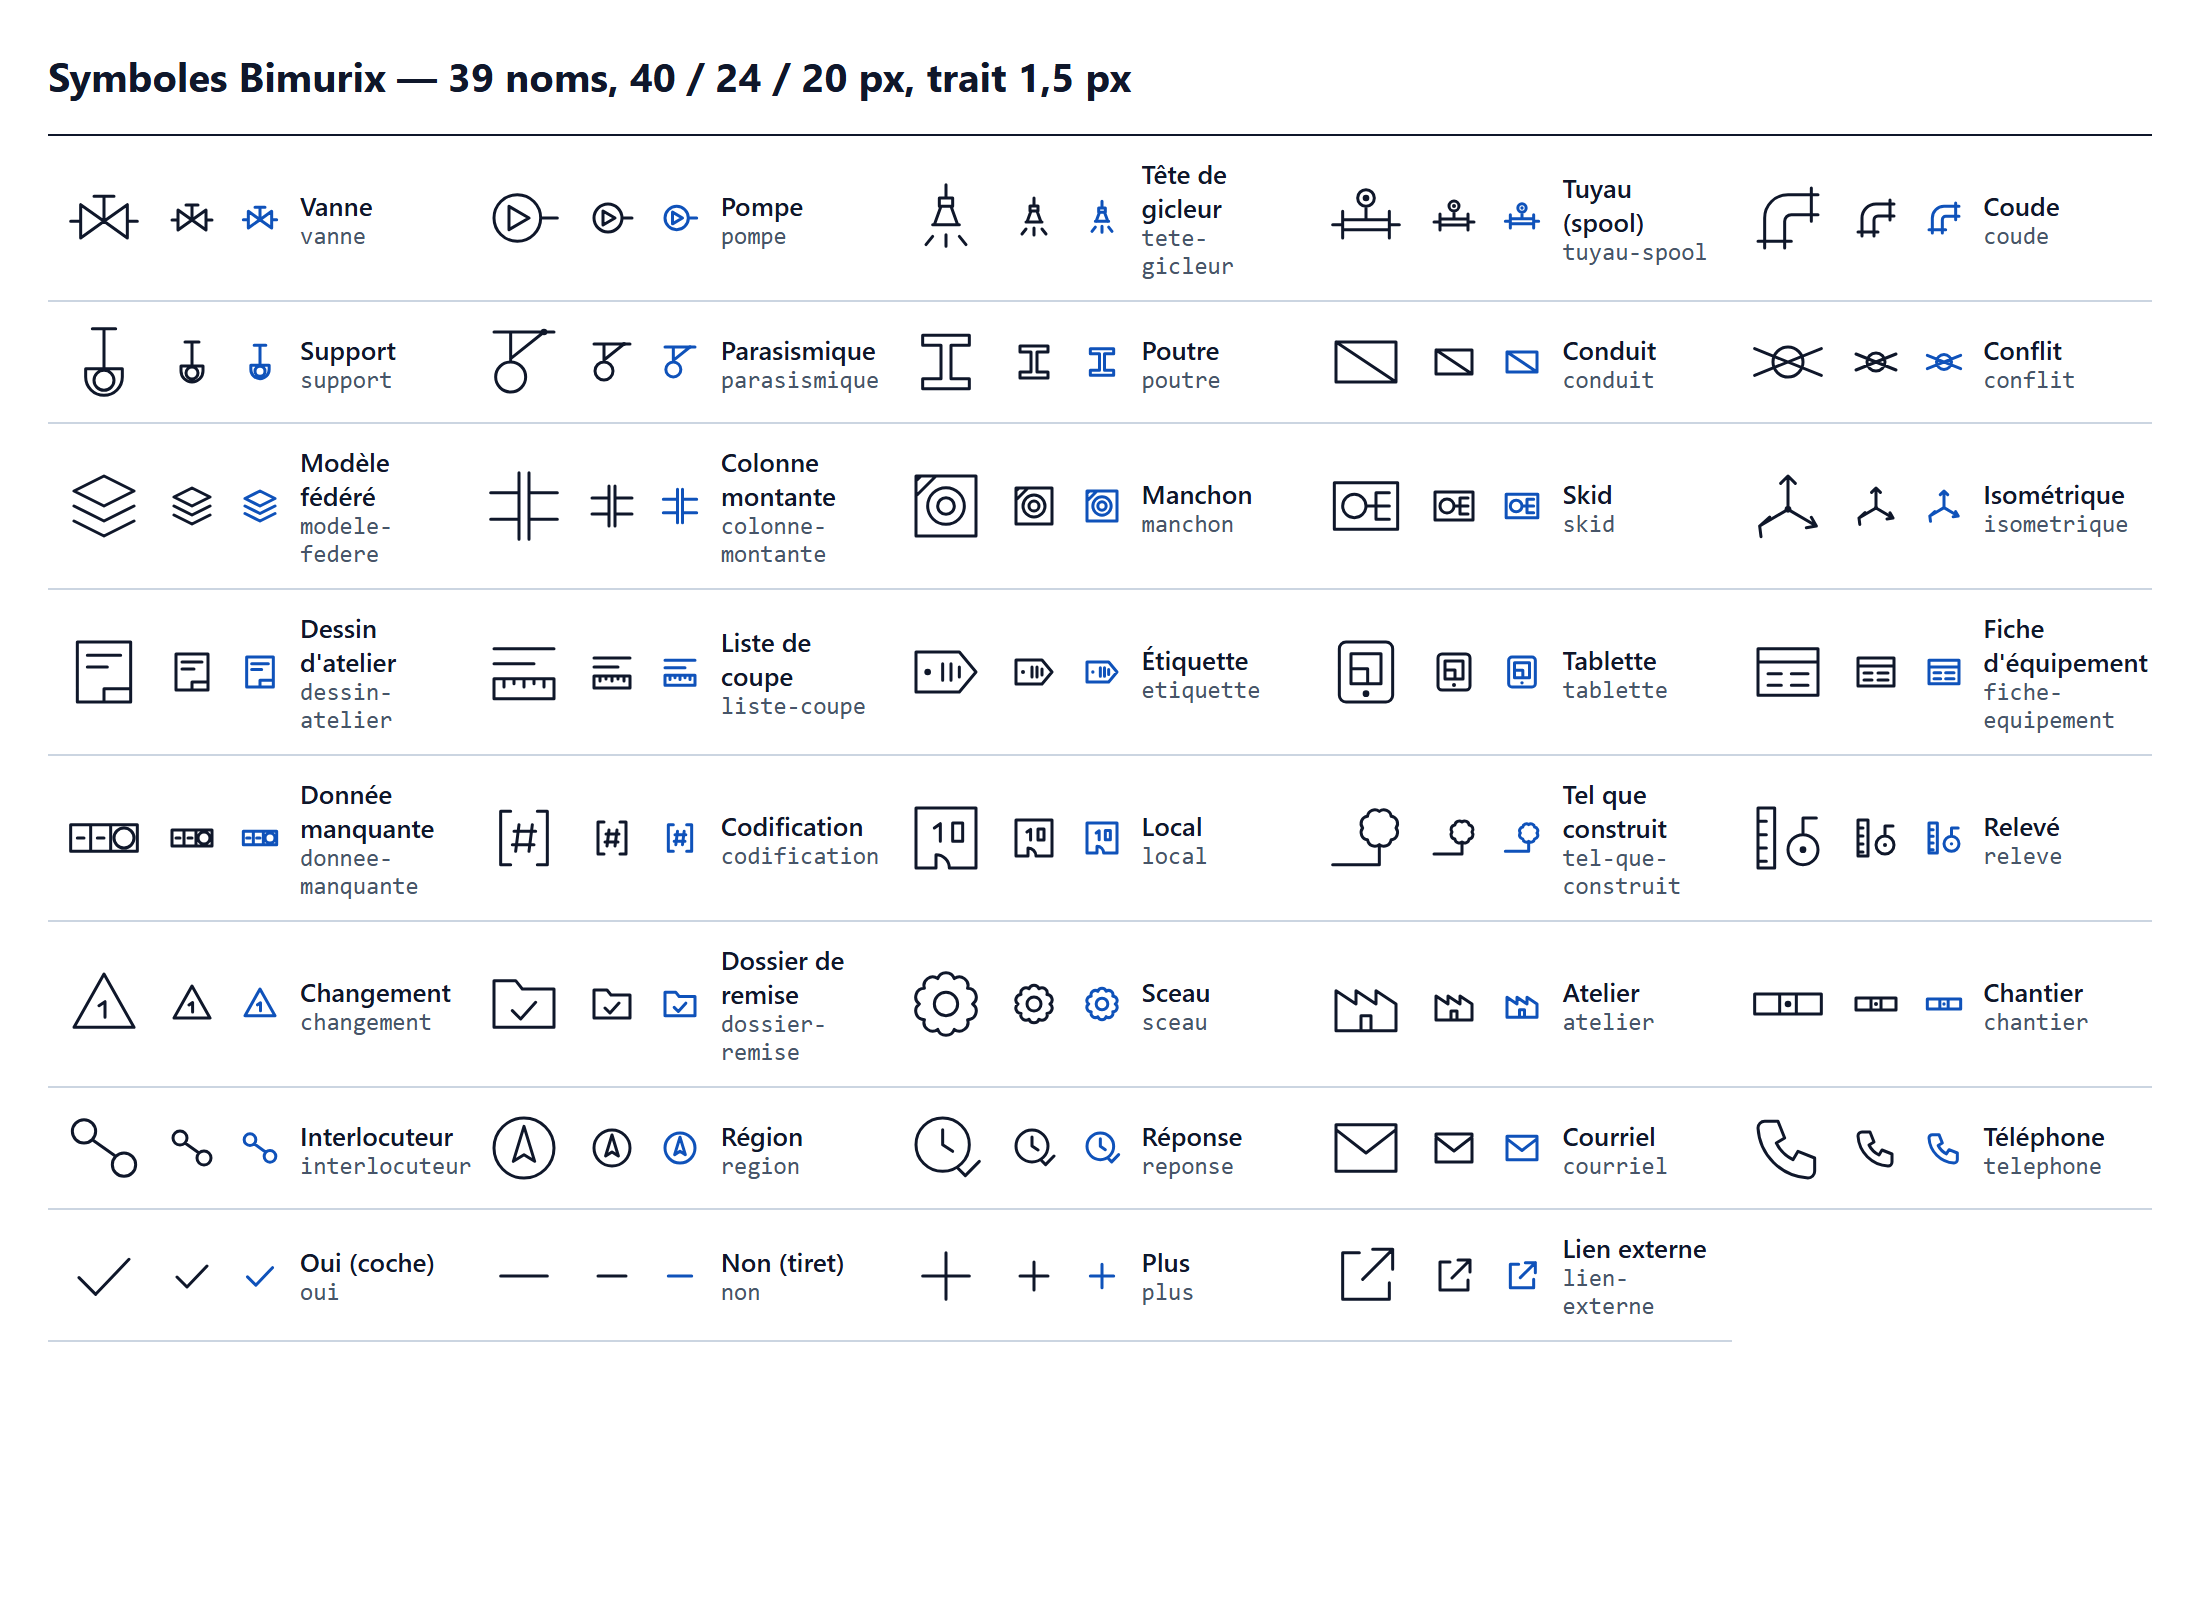 Symboles Bimurix — 39 noms, 40 / 24 / 20 px, trait 1,5 px
Vanne
vanne
Pompe
pompe
Tête de
gicleur
tete-
gicleur
Tuyau
(spool)
tuyau-spool
Coude
coude
Support
support
Parasismique
parasismique
Poutre
poutre
Conduit
conduit
Conflit
conflit
Modèle
fédéré
modele-
federe
Colonne
montante
colonne-
montante
Manchon
manchon
Skid
skid
Isométrique
isometrique
Dessin
d'atelier
dessin-
atelier
Liste de
coupe
liste-coupe
Étiquette
etiquette
Tablette
tablette
Fiche
d'équipement
fiche-
equipement
Donnée
manquante
donnee-
manquante
[#]
[#]
[#]
Codification
codification
10
10
10
Local
local
Tel que
construit
tel-que-
construit
Relevé
releve
1
1
1
Changement
changement
Dossier de
remise
dossier-
remise
Sceau
sceau
Atelier
atelier
Chantier
chantier
Interlocuteur
interlocuteur
Région
region
Réponse
reponse
Courriel
courriel
Téléphone
telephone
Oui (coche)
oui
Non (tiret)
non
Plus
plus
Lien externe
lien-
externe